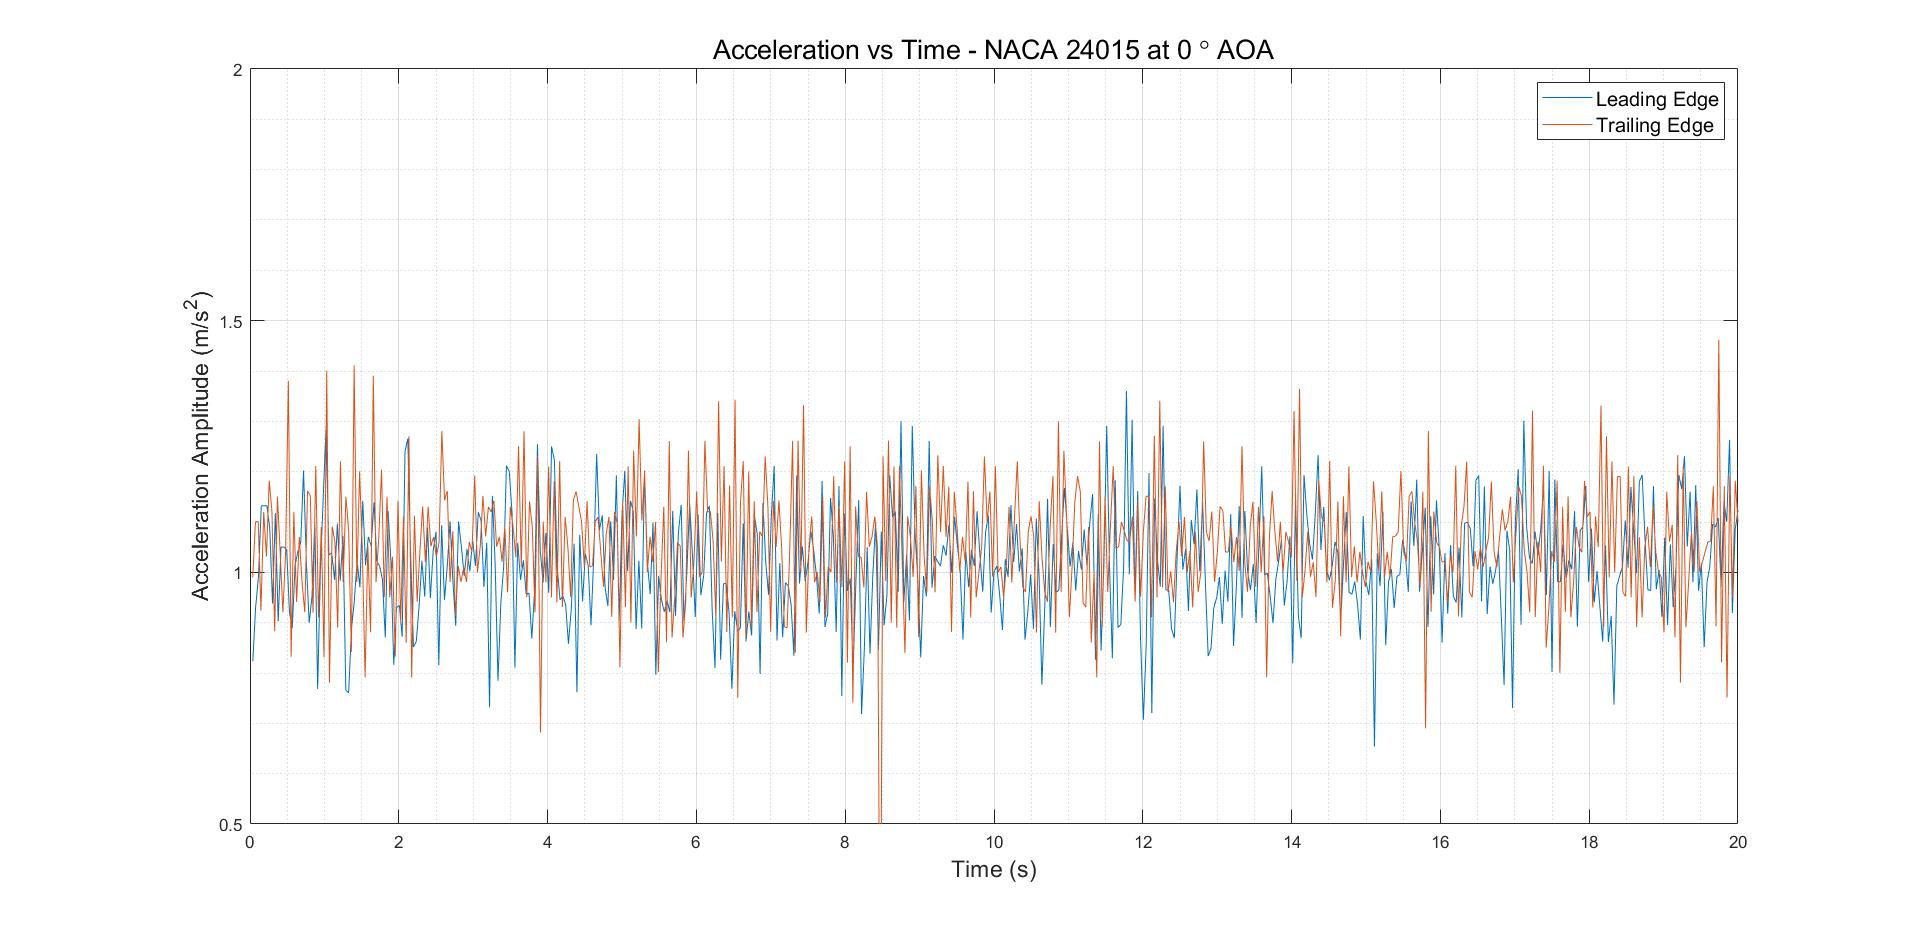 Acceleration vs Time - NACA 24015 at 0 ° AOA
Leading Edge
Trailing Edge
Acceleration Amplitude (m/s²)
2
1.5
1
0.5
0 2 4 6 8 10 12 14 16 18 20
Time (s)